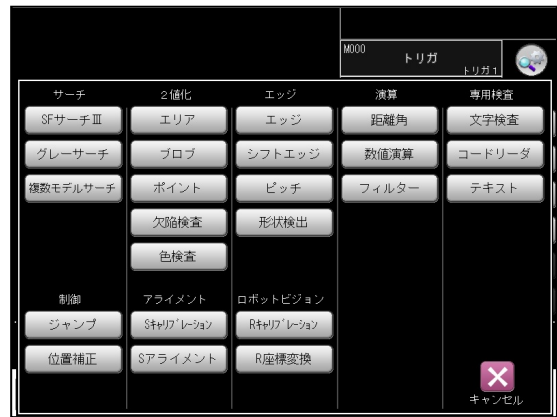 M000
トリガ
トリガ1
サーチ
2値化
エッジ
演算
専用検査
SFサーチⅢ
エリア
エッジ
距離角
文字検査
グレーサーチ
ブロブ
シフトエッジ
数値演算
コードリーダ
複数モデルサーチ
ポイント
ピッチ
フィルター
テキスト
欠陥検査
形状検出
色検査
制御
アライメント
ロボットビジョン
ジャンプ
Sキャリブレーション
Rキャリブレーション
位置補正
Sアライメント
R座標変換
キャンセル